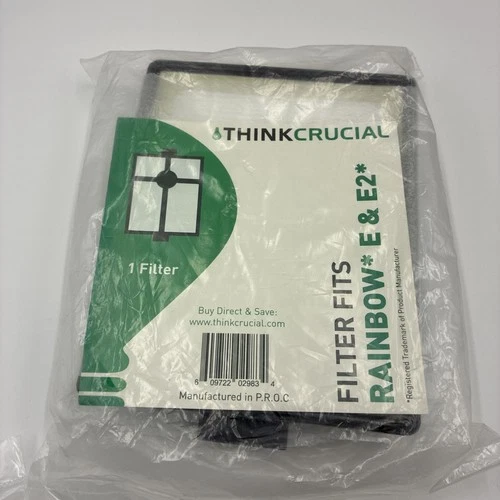 THINKCRUCIAL
1 Filter
Buy Direct & Save:
www.thinkcrucial.com
6 09722 02983 4
Manufactured in P.R.O.C
FILTER FITS
RAINBOW* E & E2*
*Registered Trademark of Product Manufacturer